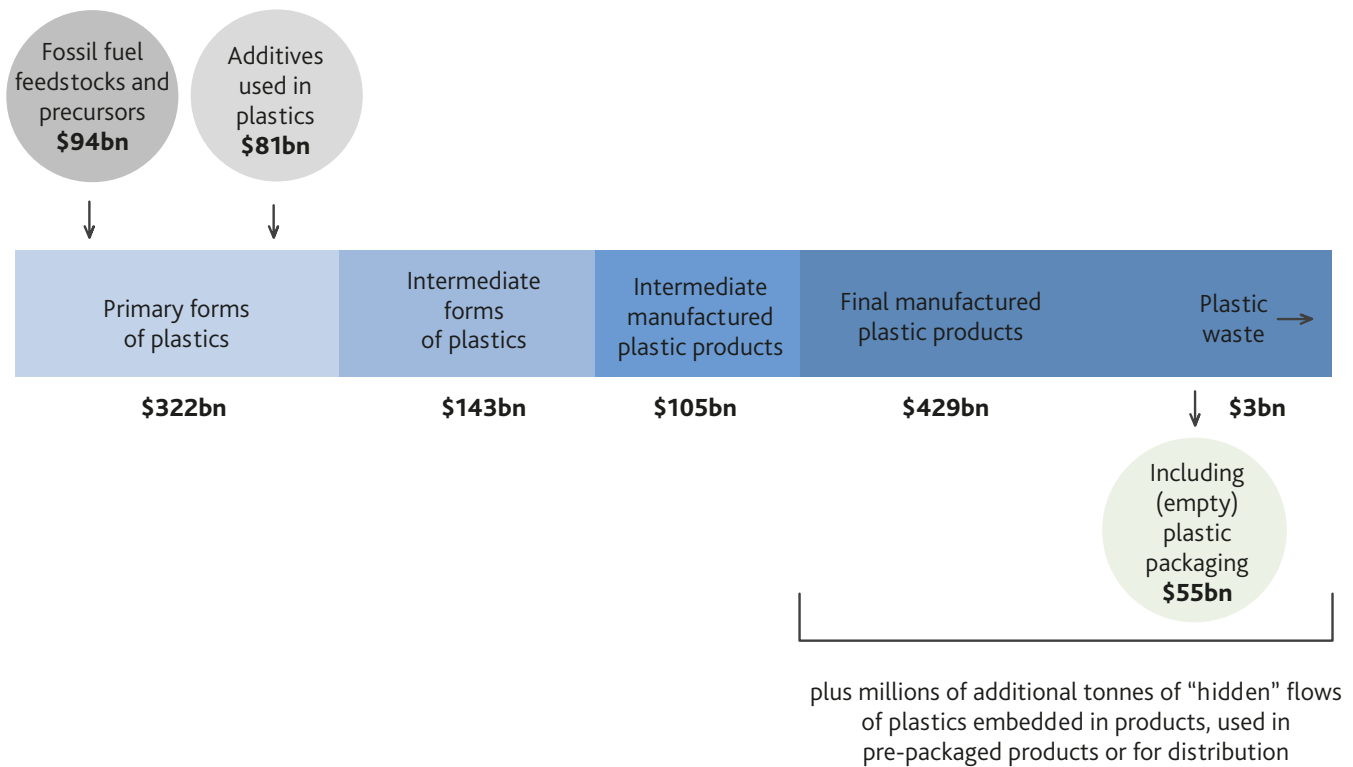 Fossil fuel
feedstocks and
precursors
$94bn
Additives
used in
plastics
$81bn
Primary forms
of plastics
$322bn
Intermediate
forms
of plastics
$143bn
Intermediate
manufactured
plastic products
$105bn
Final manufactured
plastic products
$429bn
Plastic
waste
$3bn
Including
(empty)
plastic
packaging
$55bn
plus millions of additional tonnes of “hidden” flows
of plastics embedded in products, used in
pre-packaged products or for distribution